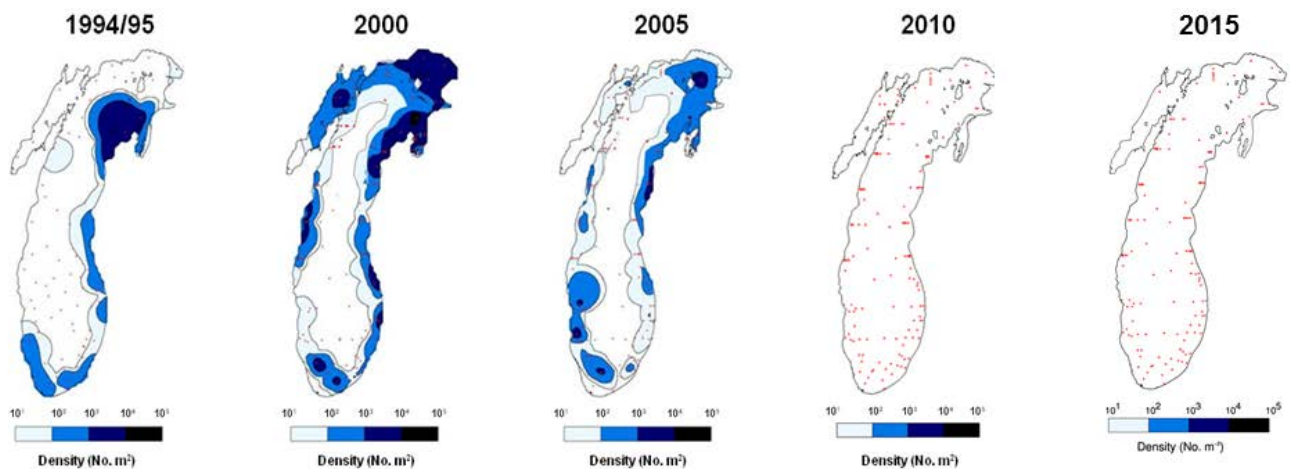 1994/95 2000 2005 2010 2015
10¹ 10² 10³ 10⁴ 10⁵ 10¹ 10² 10³ 10⁴ 10⁵ 10¹ 10² 10³ 10⁴ 10⁵ 10¹ 10² 10³ 10⁴ 10⁵ 10¹ 10² 10³ 10⁴ 10⁵
Density (No. m²) Density (No. m²) Density (No. m²) Density (No. m²) Density (No. m⁻²)